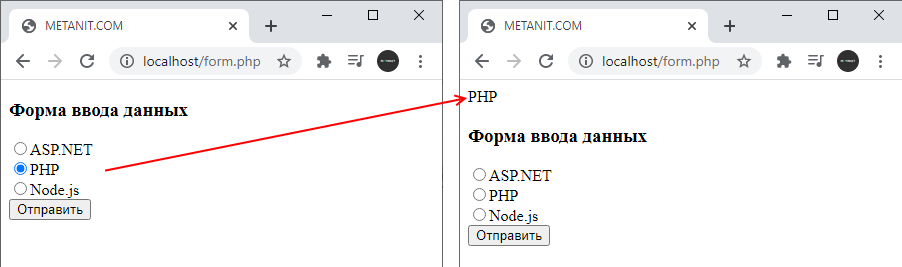 METANIT.COM
localhost/form.php
Форма ввода данных
ASP.NET
PHP
Node.js
Отправить
METANIT.COM
localhost/form.php
PHP
Форма ввода данных
ASP.NET
PHP
Node.js
Отправить